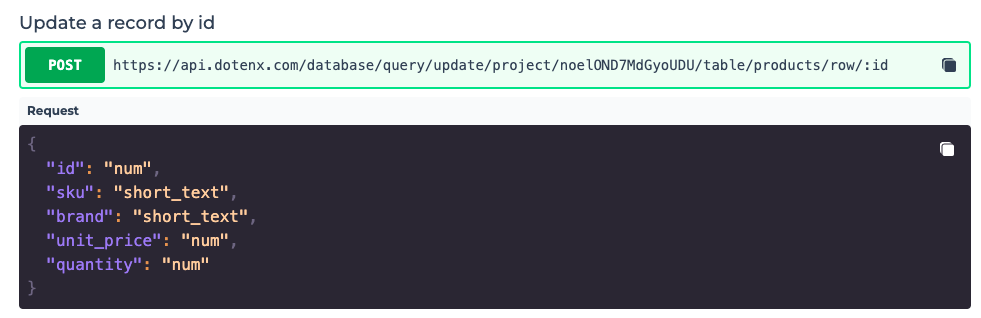 Update a record by id
POST https://api.dotenx.com/database/query/update/project/noelOND7MdGyoUDU/table/products/row/:id
Request
{
"id": "num",
"sku": "short_text",
"brand": "short_text",
"unit_price": "num",
"quantity": "num"
}